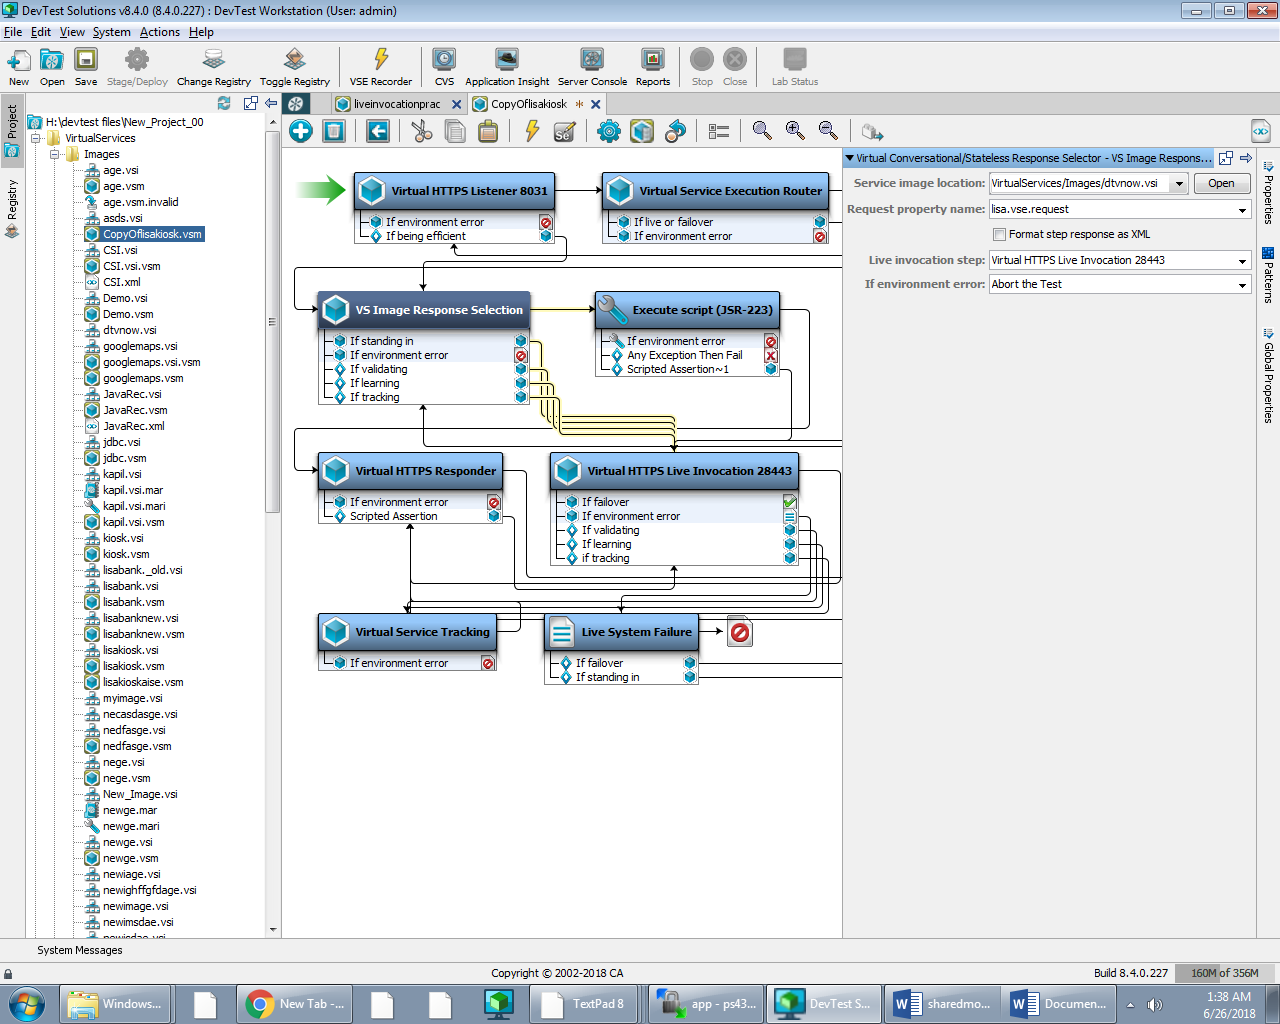 DevTest Solutions v8.4.0 (8.4.0.227) : DevTest Workstation (User: admin)
File Edit View System Actions Help
New Open Save Stage/Deploy Change Registry Toggle Registry VSE Recorder CVS Application Insight Server Console Reports Stop Close Lab Status
Project
Registry
H:\devtest files\New_Project_00
VirtualServices
Images
age.vsi
age.vsm
age.vsm.invalid
asds.vsi
CopyOflisakiosk.vsm
CSI.vsi
CSI.vsi.vsm
CSI.xml
Demo.vsi
Demo.vsm
dtvnow.vsi
googlemaps.vsi
googlemaps.vsi.vsm
googlemaps.vsm
JavaRec.vsi
JavaRec.vsm
JavaRec.xml
jdbc.vsi
jdbc.vsm
kapil.vsi
kapil.vsi.mar
kapil.vsi.mari
kapil.vsi.vsm
kiosk.vsi
kiosk.vsm
lisabank._old.vsi
lisabank.vsi
lisabank.vsm
lisabanknew.vsi
lisabanknew.vsm
lisakiosk.vsi
lisakiosk.vsm
lisakioskaise.vsm
myimage.vsi
necasdasge.vsi
nedfasge.vsi
nedfasge.vsm
nege.vsi
nege.vsm
New_Image.vsi
newge.mar
newge.mari
newge.vsi
newge.vsm
newiage.vsi
newighffgfdage.vsi
newimage.vsi
newimsdae.vsi
liveinvocationprac CopyOflisakiosk
Virtual HTTPS Listener 8031
If environment error
If being efficient
Virtual Service Execution Router
If live or failover
If environment error
VS Image Response Selection
If standing in
If environment error
If validating
If learning
If tracking
Execute script (JSR-223)
If environment error
Any Exception Then Fail
Scripted Assertion~1
Virtual HTTPS Responder
If environment error
Scripted Assertion
Virtual HTTPS Live Invocation 28443
If failover
If environment error
If validating
If learning
if tracking
Virtual Service Tracking
If environment error
Live System Failure
If failover
If standing in
Virtual Conversational/Stateless Response Selector - VS Image Respons...
Service image location: VirtualServices/Images/dtvnow.vsi Open
Request property name: lisa.vse.request
Format step response as XML
Live invocation step: Virtual HTTPS Live Invocation 28443
If environment error: Abort the Test
Properties
Patterns
Global Properties
System Messages
Copyright © 2002-2018 CA Build 8.4.0.227 160M of 356M
Windows... New Tab -... TextPad 8 app - ps43... DevTest S... sharedmo... Documen... 1:38 AM
6/26/2018